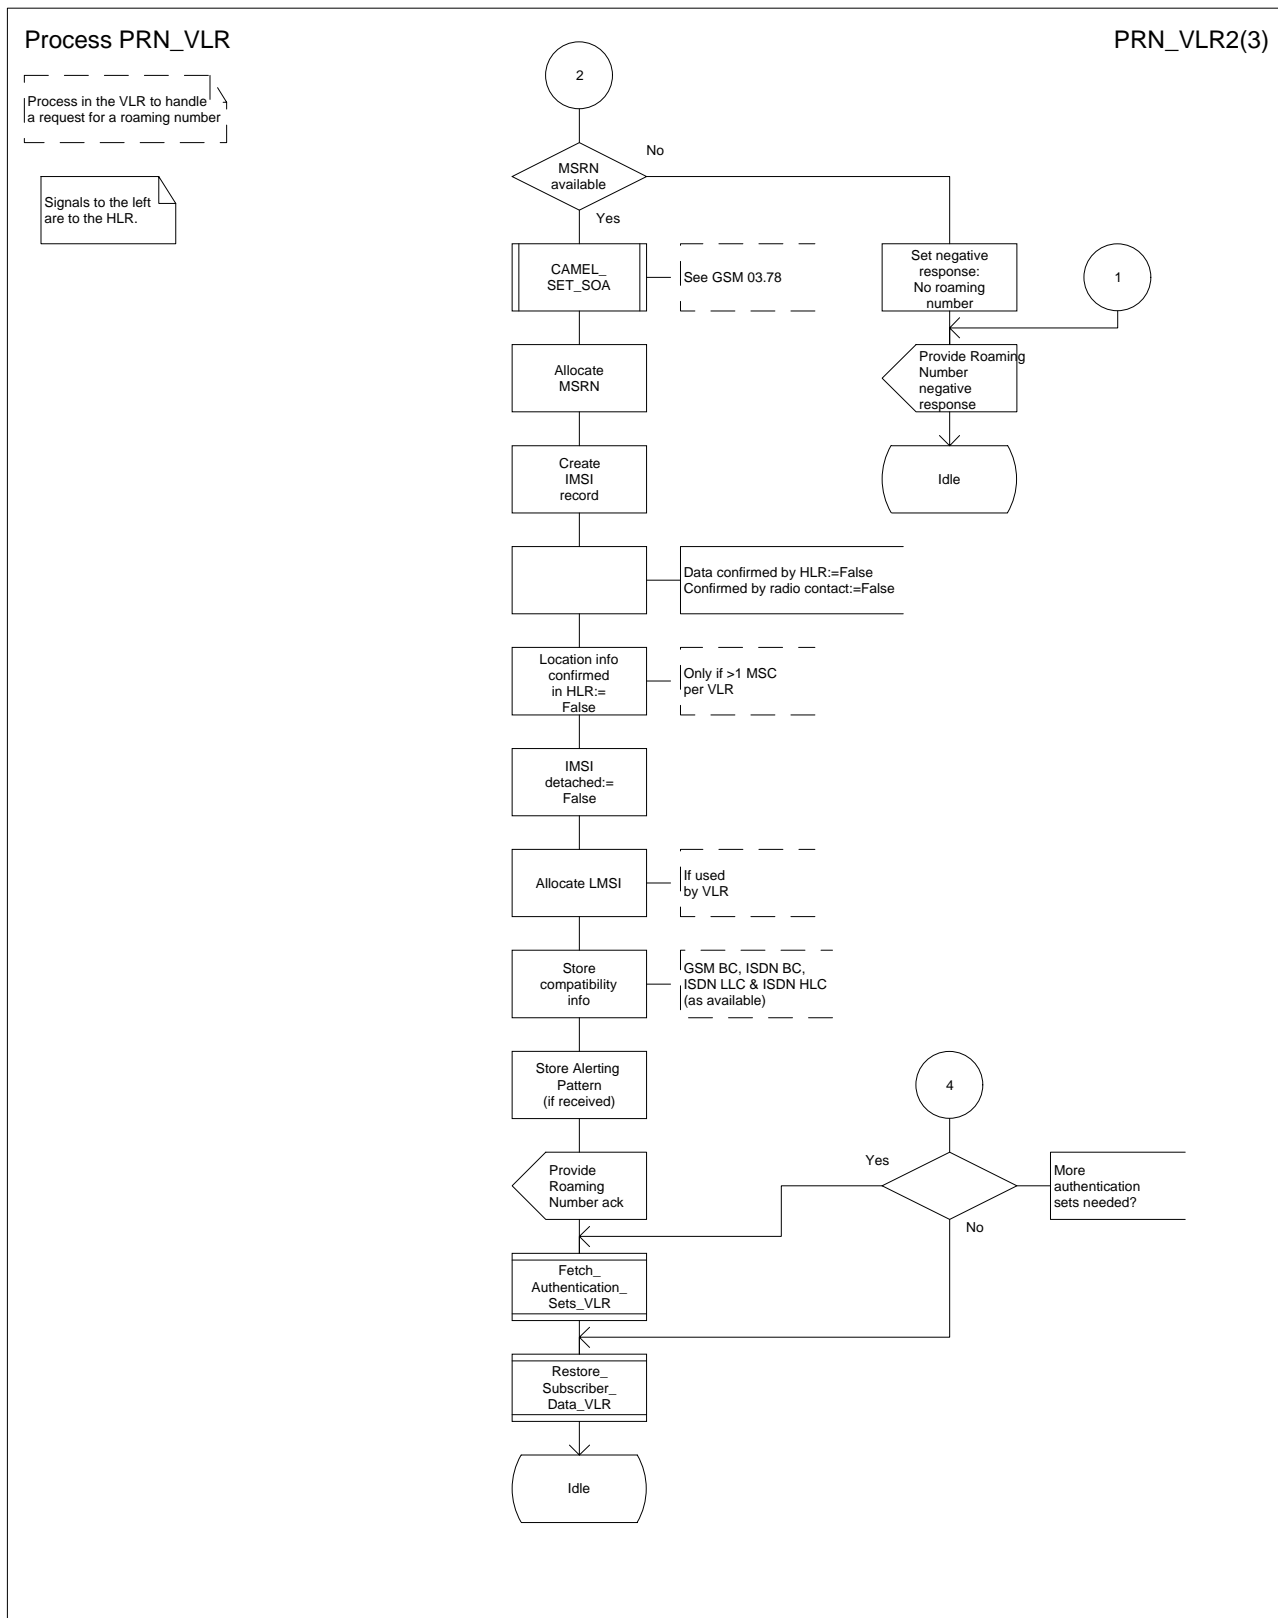 Process PRN_VLR
PRN_VLR2(3)
Process in the VLR to handle
a request for a roaming number
Signals to the left
are to the HLR.
2
MSRN
available
No
Yes
CAMEL_
SET_SOA
See GSM 03.78
Set negative
response:
No roaming
number
1
Allocate
MSRN
Provide Roaming
Number
negative
response
Create
IMSI
record
Idle
Data confirmed by HLR:=False
Confirmed by radio contact:=False
Location info
confirmed
in HLR:=
False
Only if >1 MSC
per VLR
IMSI
detached:=
False
Allocate LMSI
If used
by VLR
Store
compatibility
info
GSM BC, ISDN BC,
ISDN LLC & ISDN HLC
(as available)
Store Alerting
Pattern
(if received)
4
Provide
Roaming
Number ack
Yes
More
authentication
sets needed?
No
Fetch_
Authentication_
Sets_VLR
Restore_
Subscriber_
Data_VLR
Idle